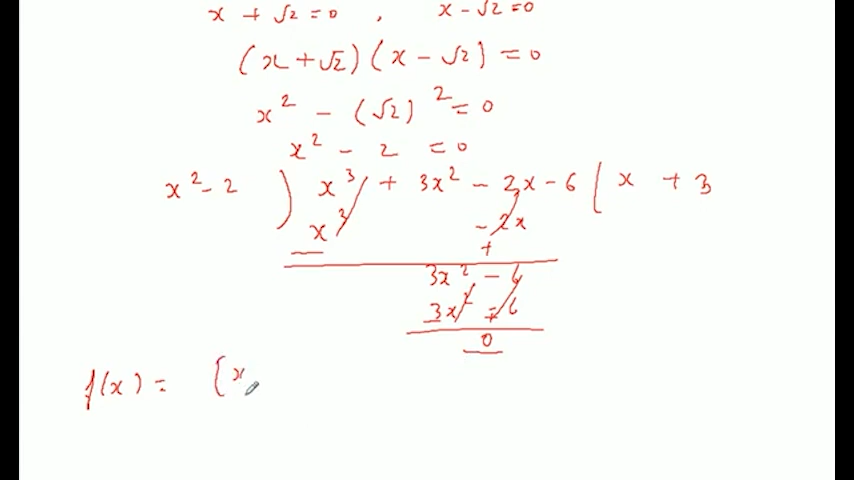 x + √2 = 0 , x - √2 = 0
(x + √2) (x - √2) = 0
x² - (√2)² = 0
x² - 2 = 0
x² - 2 ) x³ + 3x² - 2x - 6 ( x + 3
x³ - 2x
- +
3x² - 6
3x² - 6
- +
0
f(x) = (x